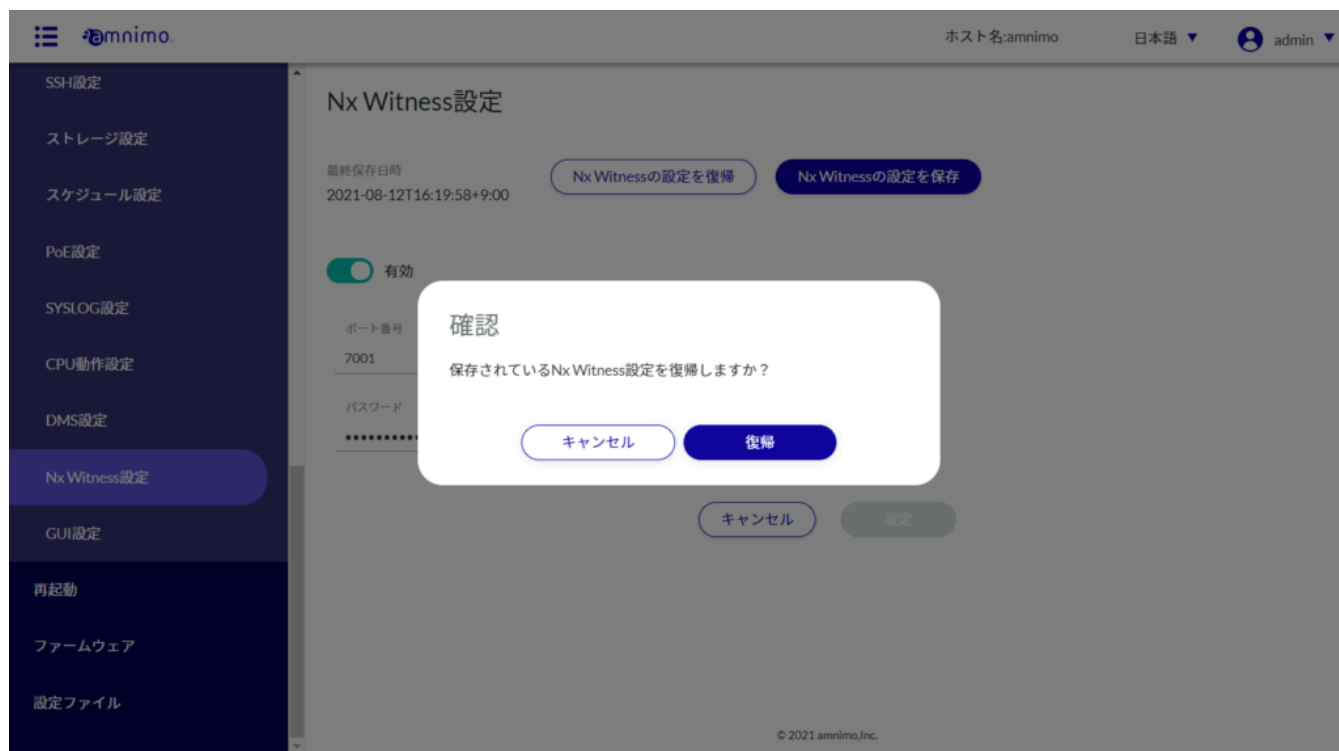 amnimo.
ホスト名:amnimo
日本語 ▼
admin ▼
SSH設定
ストレージ設定
スケジュール設定
PoE設定
SYSLOG設定
CPU動作設定
DMS設定
Nx Witness設定
GUI設定
再起動
ファームウェア
設定ファイル
Nx Witness設定
最終保存日時
2021-08-12T16:19:58+9:00
Nx Witnessの設定を復帰
Nx Witnessの設定を保存
有効
ポート番号
7001
パスワード
••••••••••
確認
保存されているNx Witness設定を復帰しますか？
キャンセル
復帰
キャンセル
設定
© 2021 amnimo,Inc.